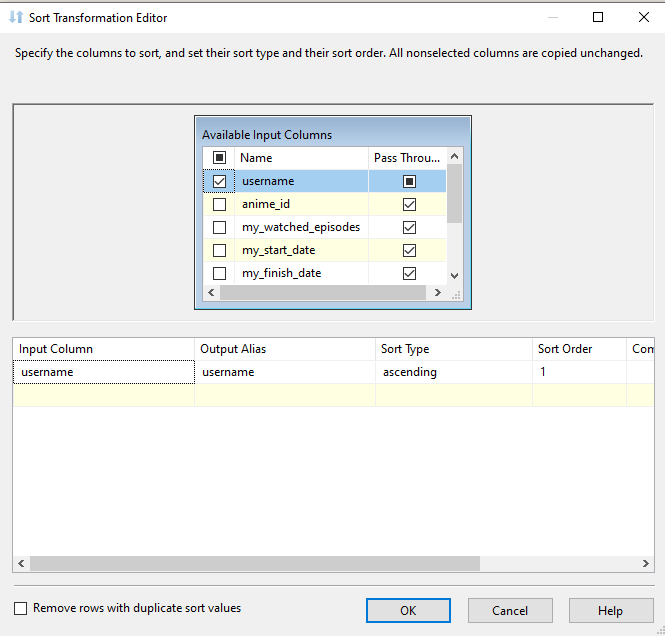 Sort Transformation Editor
Specify the columns to sort, and set their sort type and their sort order. All nonselected columns are copied unchanged.
Available Input Columns
Name Pass Throu...
username
anime_id
my_watched_episodes
my_start_date
my_finish_date
Input Column Output Alias Sort Type Sort Order Com
username username ascending 1
Remove rows with duplicate sort values OK Cancel Help